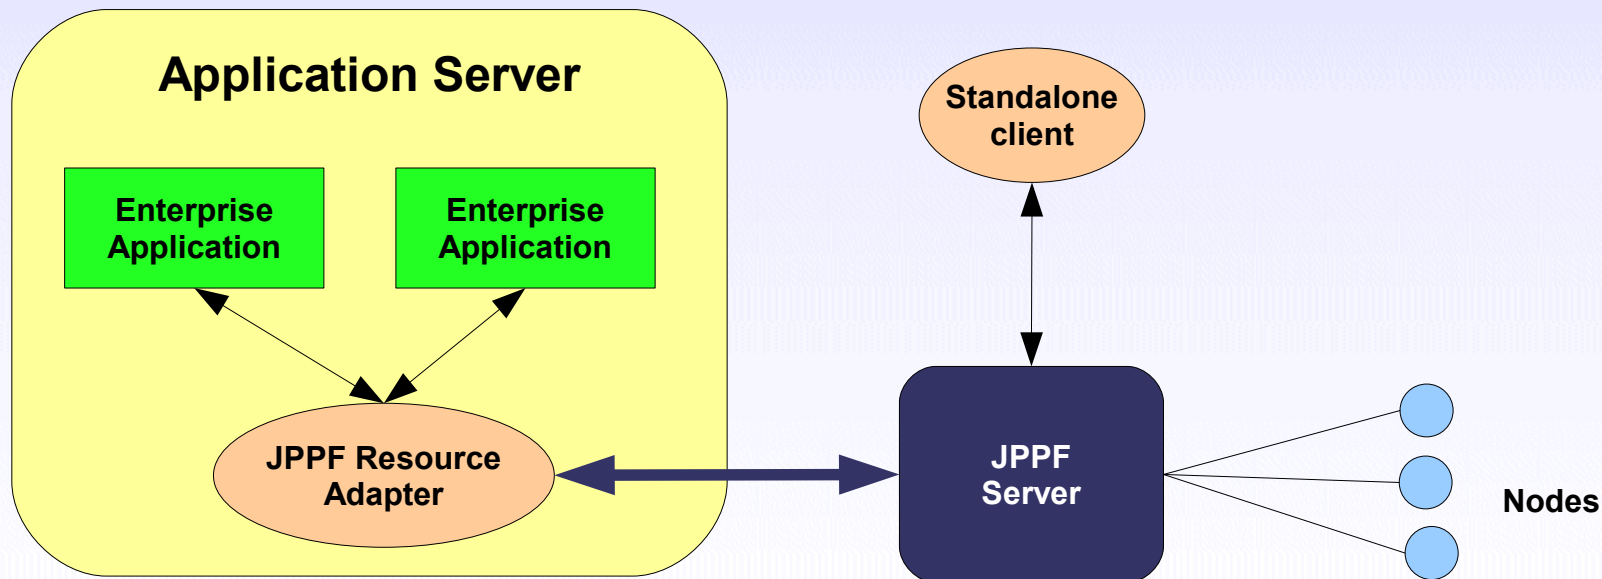 Application Server
Standalone
client
Enterprise
Application
Enterprise
Application
JPPF Resource
Adapter
JPPF
Server
Nodes